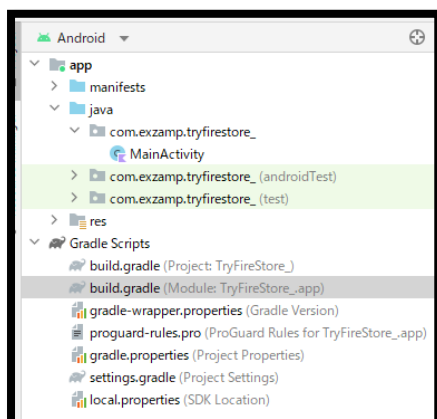 Android
app
manifests
java
com.exzamp.tryfirestore_
MainActivity
com.exzamp.tryfirestore_ (androidTest)
com.exzamp.tryfirestore_ (test)
res
Gradle Scripts
build.gradle (Project: TryFireStore_)
build.gradle (Module: TryFireStore_.app)
gradle-wrapper.properties (Gradle Version)
proguard-rules.pro (ProGuard Rules for TryFireStore_.app)
gradle.properties (Project Properties)
settings.gradle (Project Settings)
local.properties (SDK Location)